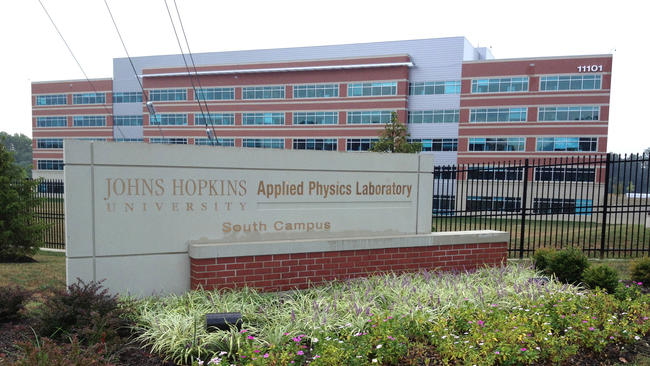 11101
JOHNS HOPKINS Applied Physics Laboratory
UNIVERSITY
South Campus